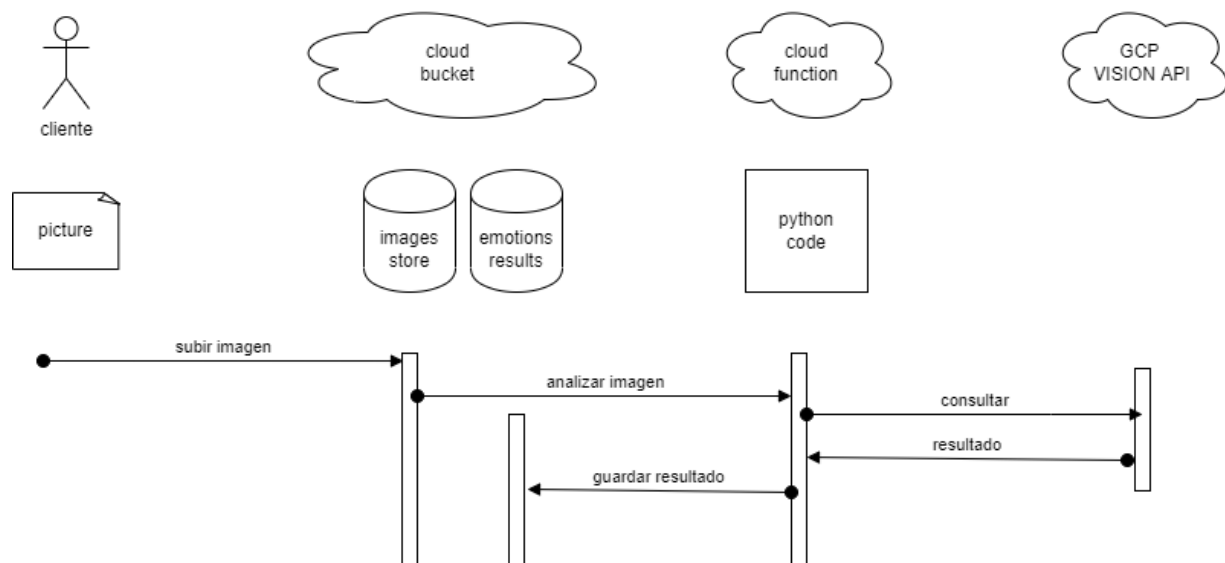 cloud
bucket
cloud
function
GCP
VISION API
cliente
picture
images
store
emotions
results
python
code
subir imagen
analizar imagen
consultar
resultado
guardar resultado